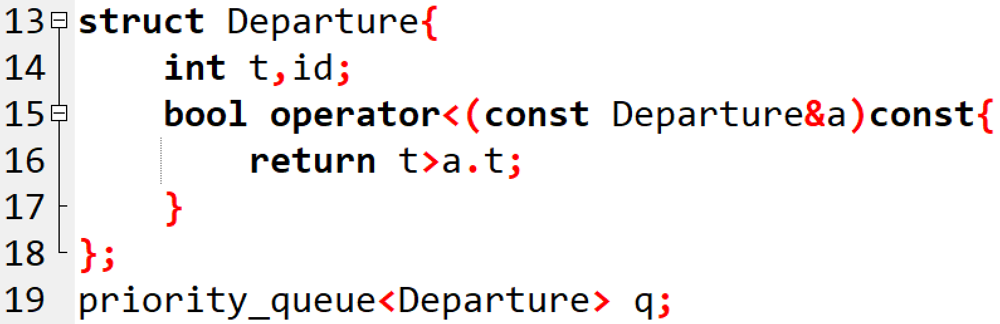 13 struct Departure{
14 int t,id;
15 bool operator<(const Departure&a)const{
16 return t>a.t;
17 }
18 };
19 priority_queue<Departure> q;